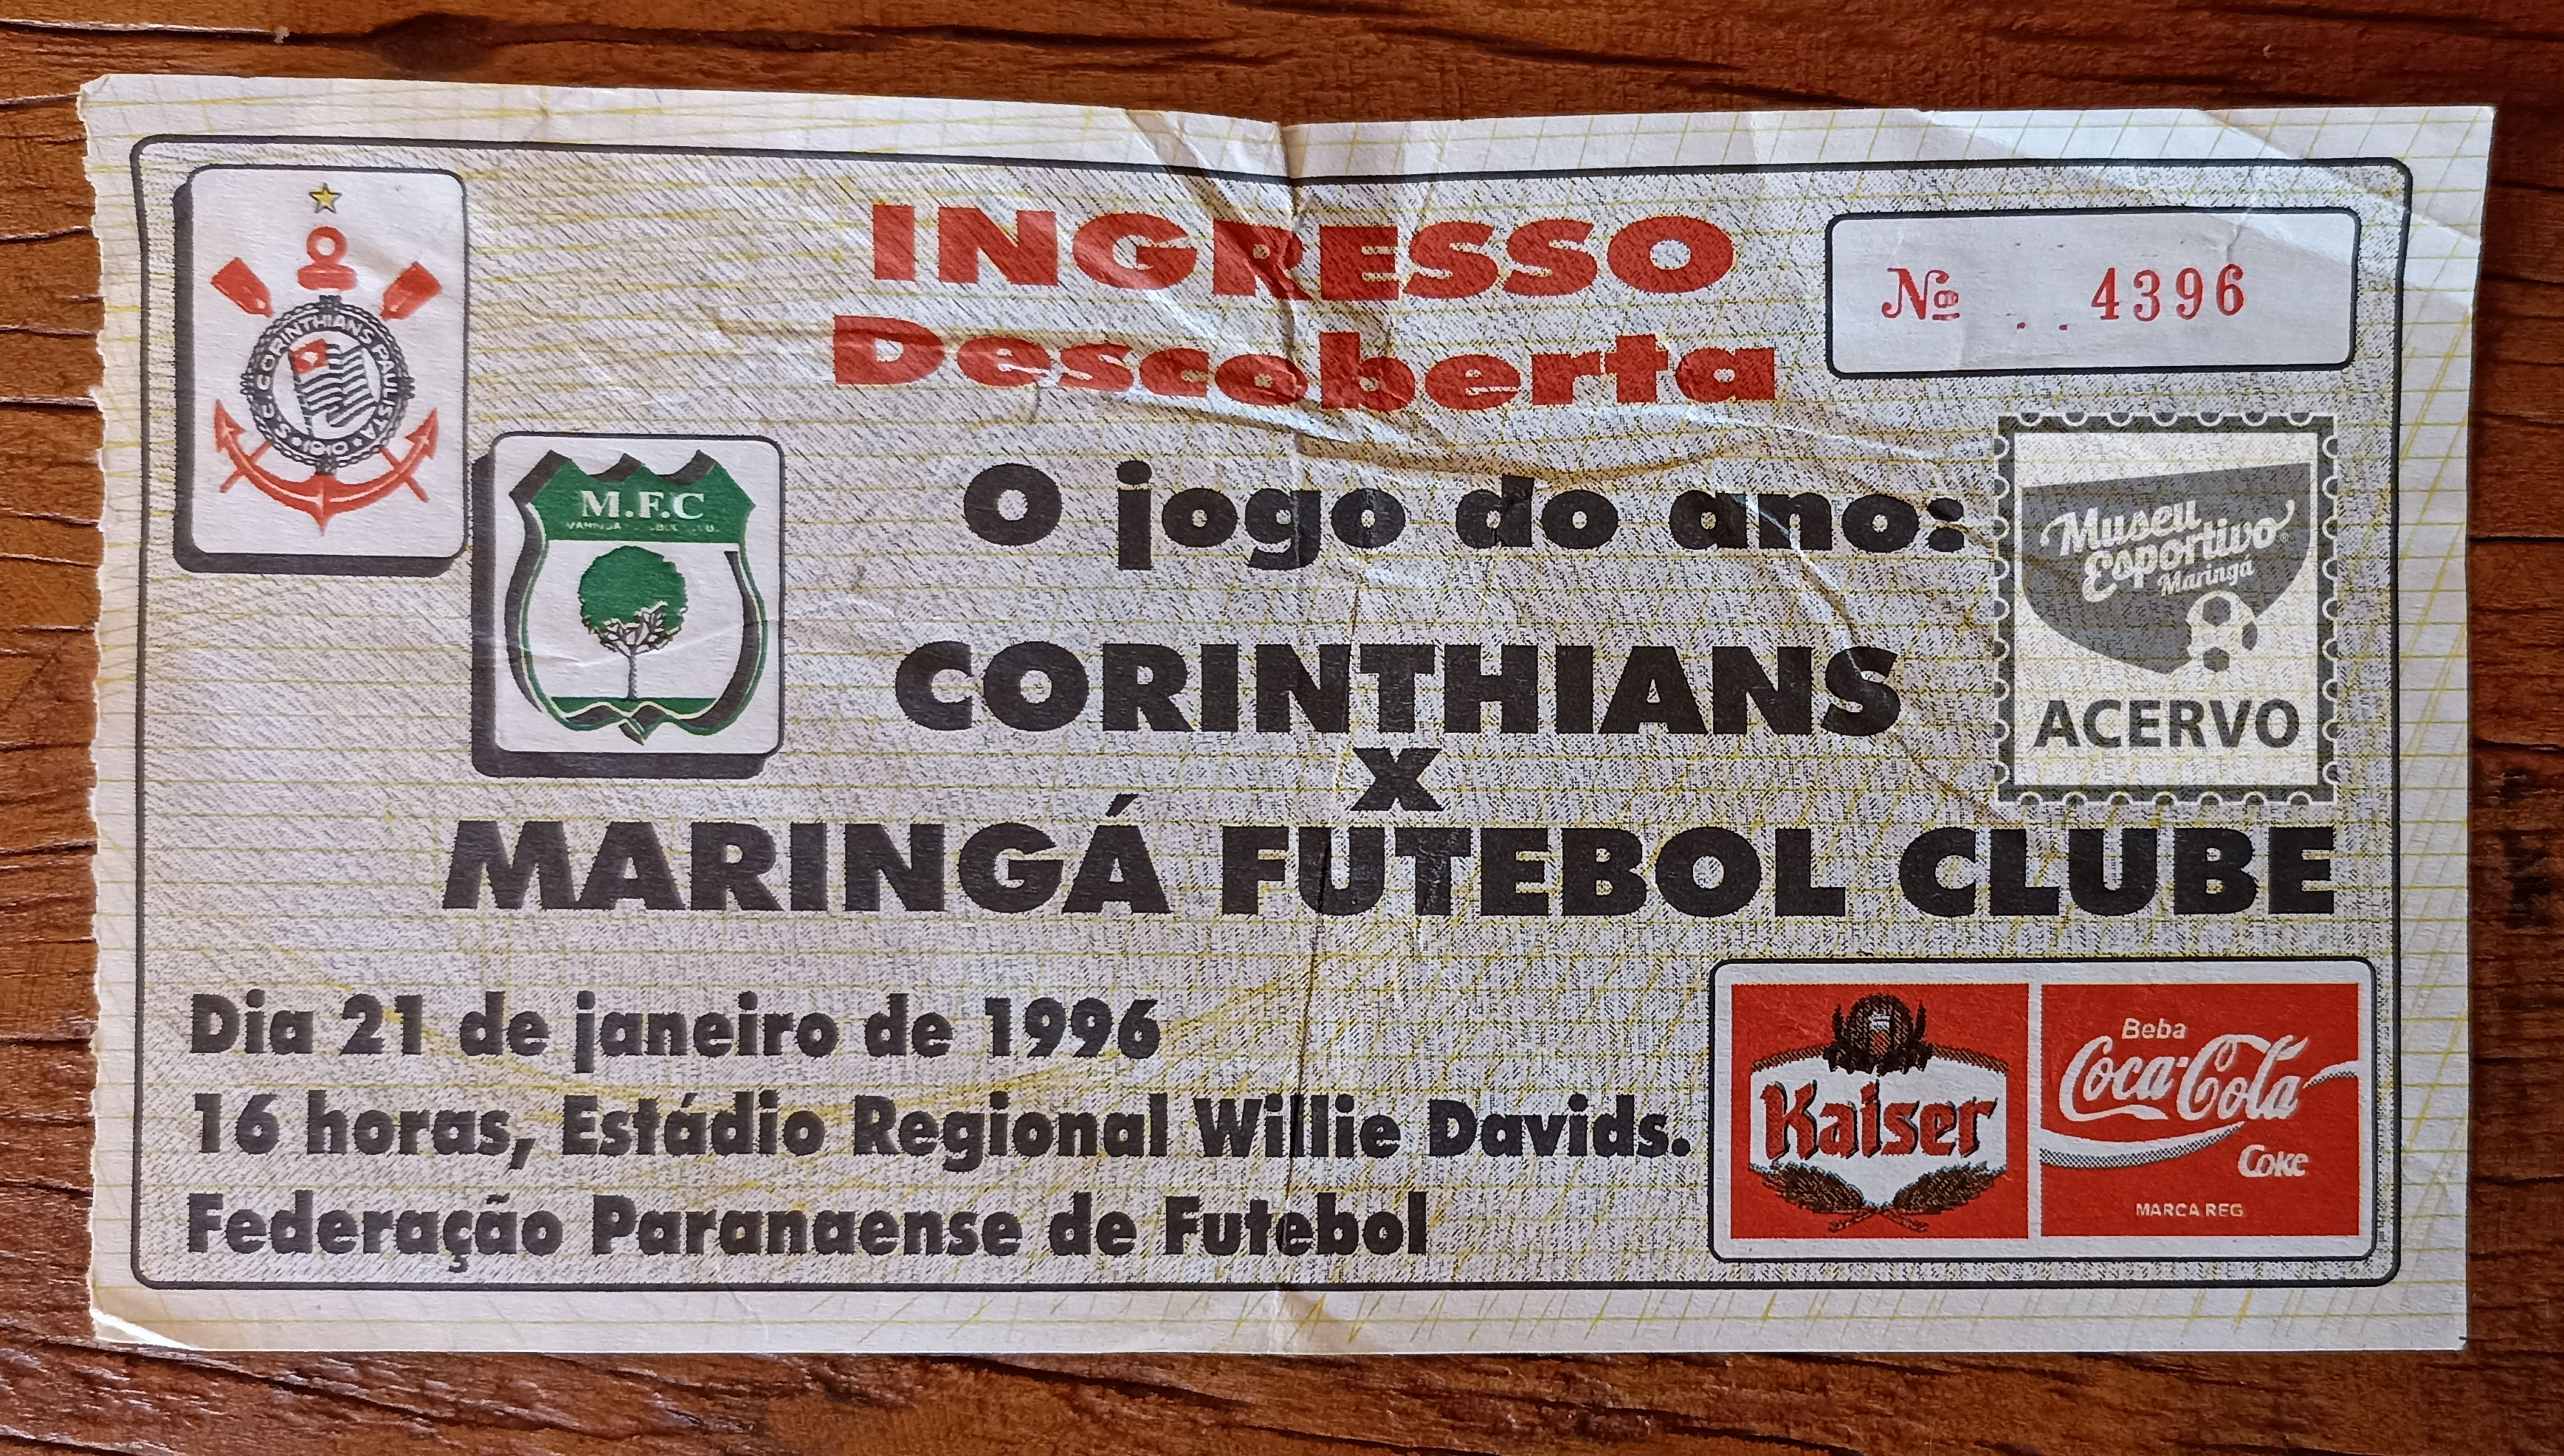 INGRESSO
Descoberta
Nº 4396
S. C. CORINTHIANS PAULISTA
1910
M.F.C
O jogo do ano:
CORINTHIANS
X
MARINGÁ FUTEBOL CLUBE
Museu
Esportivo®
Maringá
ACERVO
Dia 21 de janeiro de 1996
16 horas, Estádio Regional Willie Davids.
Federação Paranaense de Futebol
Kaiser
Beba
Coca-Cola
Coke
MARCA REG